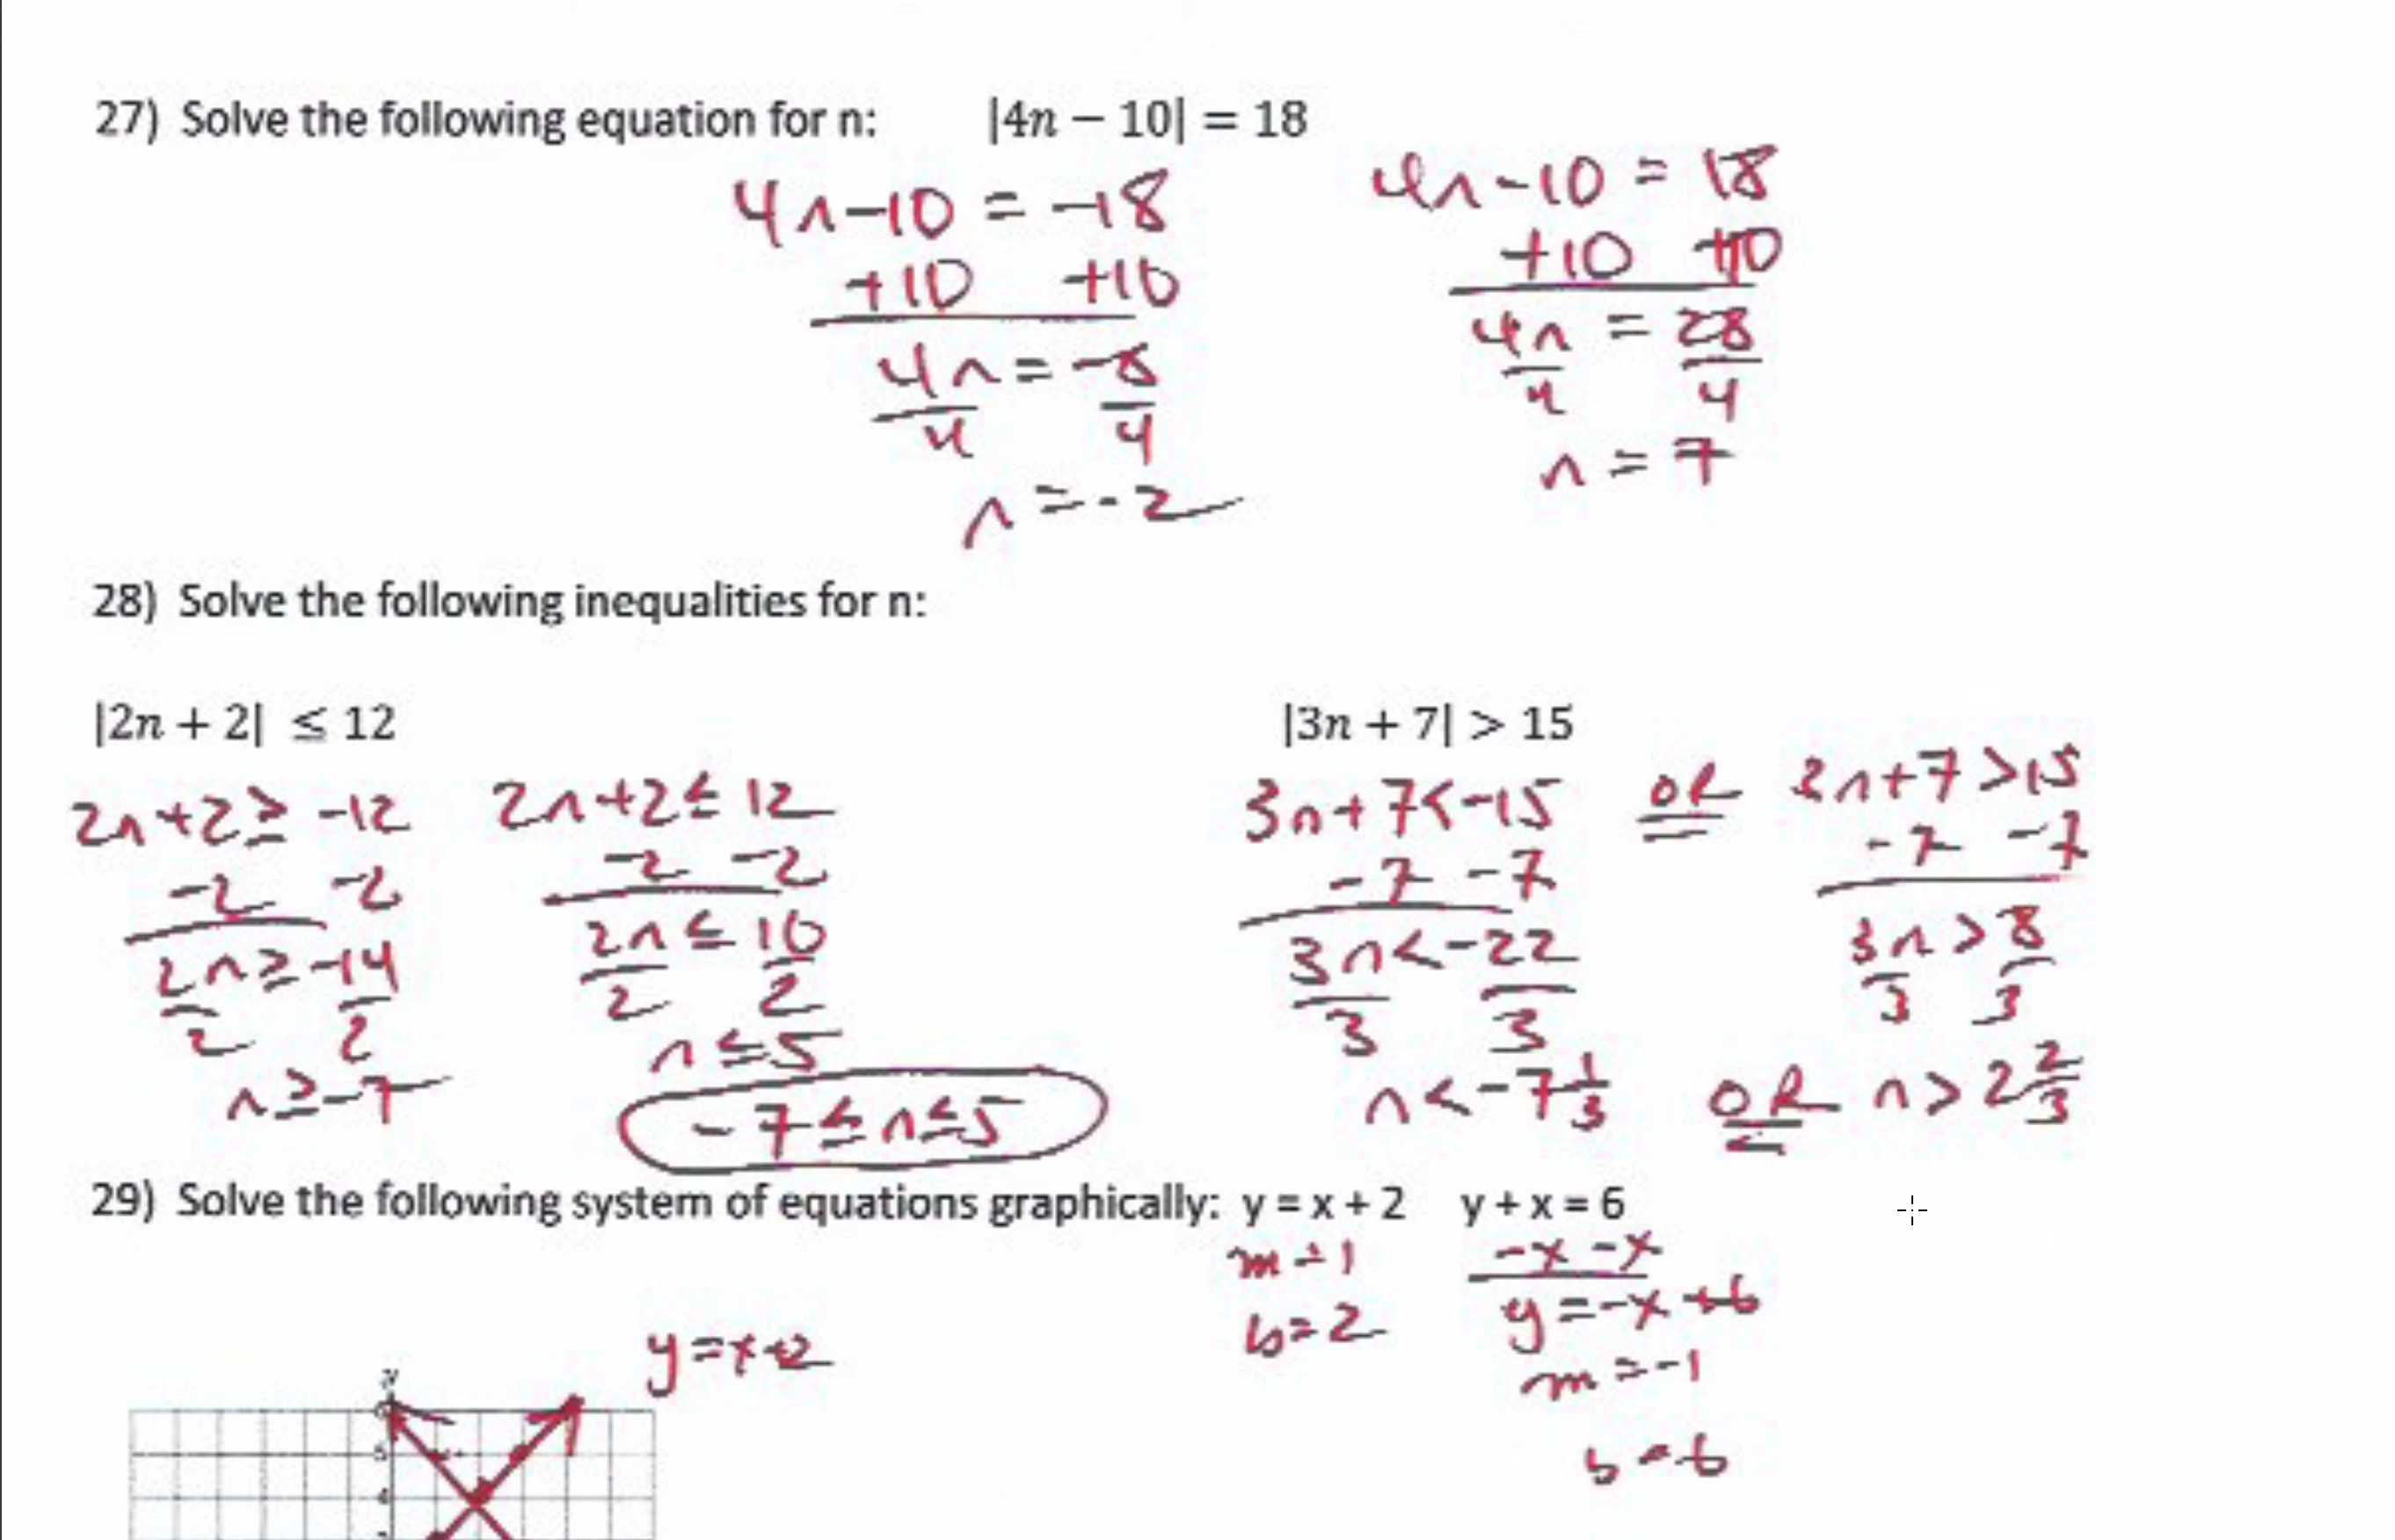 27) Solve the following equation for n: |4n − 10| = 18
4n-10 = -18
+10 +10
4n = -8
4 4
n = -2
4n-10 = 18
+10 +10
4n = 28
4 4
n = 7
28) Solve the following inequalities for n:
|2n + 2| ≤ 12
2n+2 ≥ -12
-2 -2
2n ≥ -14
2 2
n ≥ -7
2n+2 ≤ 12
-2 -2
2n ≤ 10
2 2
n ≤ 5
-7 ≤ n ≤ 5
|3n + 7| > 15
3n+7 < -15 OR 3n+7 > 15
-7 -7 -7 -7
3n < -22 3n > 8
3 3 3 3
n < -7 1/3 OR n > 2 2/3
29) Solve the following system of equations graphically: y = x + 2 y + x = 6
m = 1
b = 2
-x -x
y = -x + 6
m = -1
b = 6
y = x+2
y
6
5
4